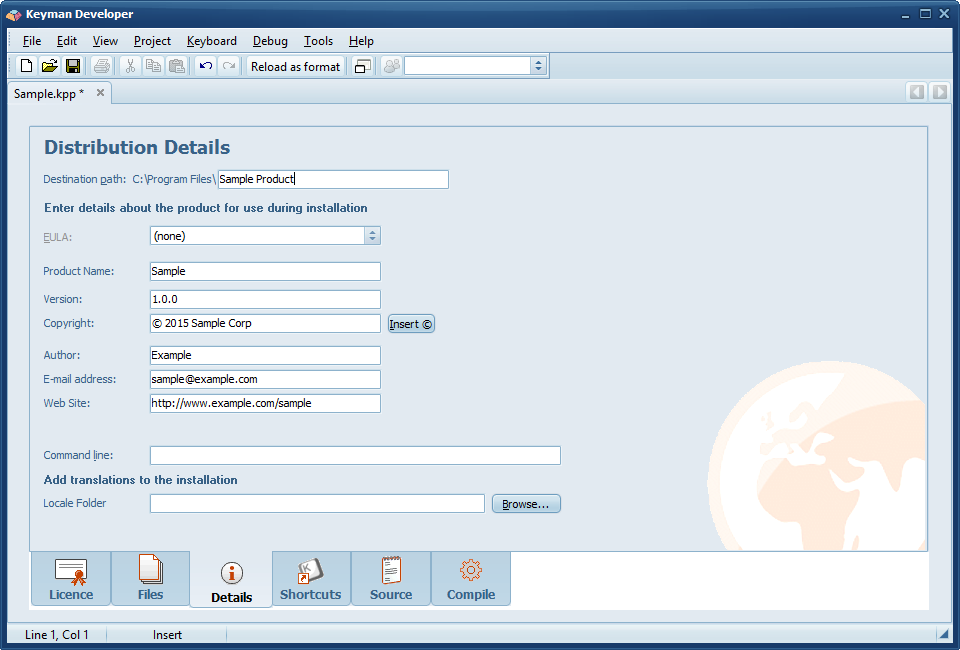 Keyman Developer
File Edit View Project Keyboard Debug Tools Help
Reload as format
Sample.kpp *
Distribution Details
Destination path: C:\Program Files\ Sample Product
Enter details about the product for use during installation
EULA: (none)
Product Name: Sample
Version: 1.0.0
Copyright: © 2015 Sample Corp Insert ©
Author: Example
E-mail address: sample@example.com
Web Site: http://www.example.com/sample
Command line:
Add translations to the installation
Locale Folder Browse...
Licence Files Details Shortcuts Source Compile
Line 1, Col 1 Insert